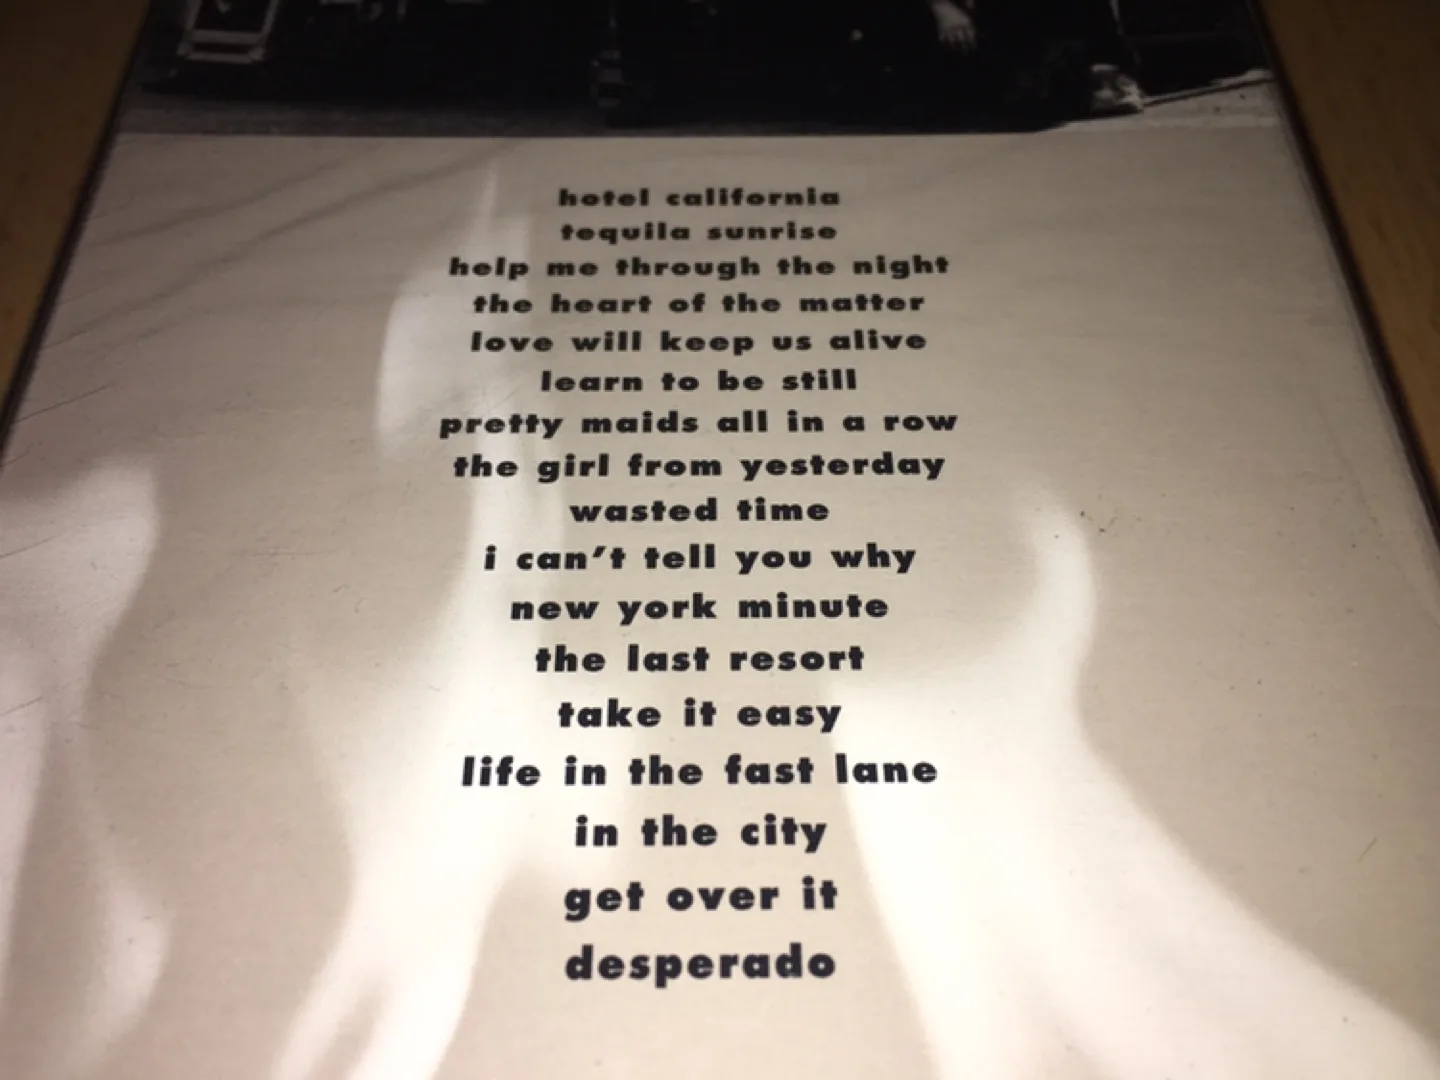 hotel california
tequila sunrise
help me through the night
the heart of the matter
love will keep us alive
learn to be still
pretty maids all in a row
the girl from yesterday
wasted time
i can't tell you why
new york minute
the last resort
take it easy
life in the fast lane
in the city
get over it
desperado